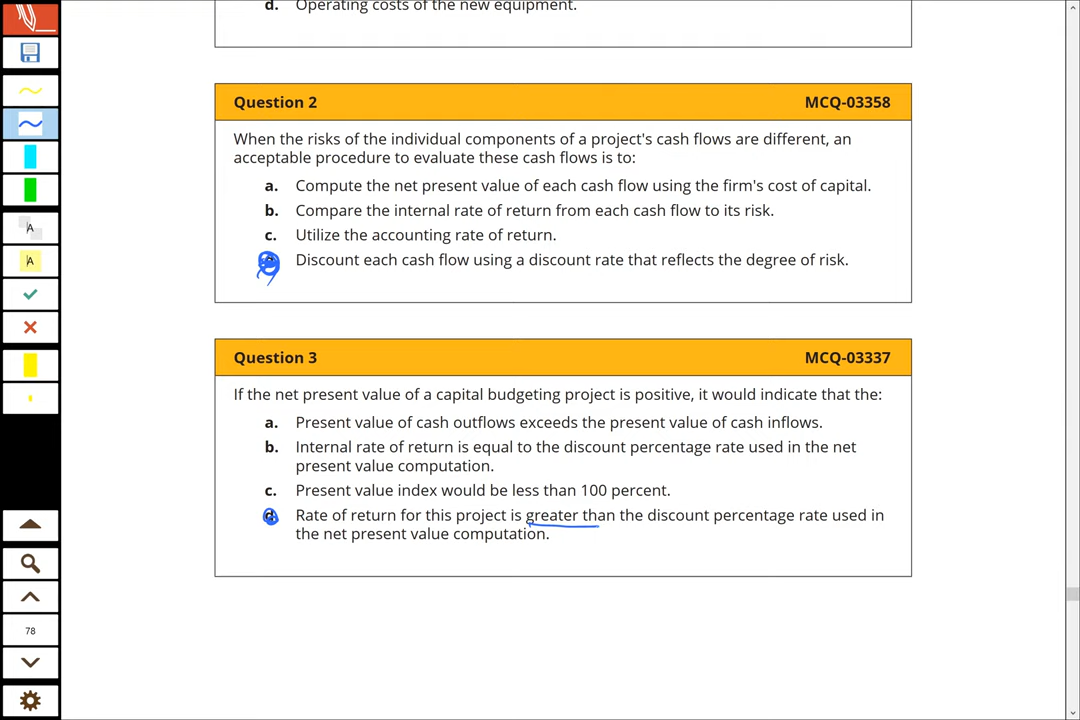 d. Operating costs of the new equipment.
Question 2 MCQ-03358
When the risks of the individual components of a project's cash flows are different, an
acceptable procedure to evaluate these cash flows is to:
a. Compute the net present value of each cash flow using the firm's cost of capital.
b. Compare the internal rate of return from each cash flow to its risk.
c. Utilize the accounting rate of return.
Discount each cash flow using a discount rate that reflects the degree of risk.
Question 3 MCQ-03337
If the net present value of a capital budgeting project is positive, it would indicate that the:
a. Present value of cash outflows exceeds the present value of cash inflows.
b. Internal rate of return is equal to the discount percentage rate used in the net
present value computation.
c. Present value index would be less than 100 percent.
d. Rate of return for this project is greater than the discount percentage rate used in
the net present value computation.
A
A
78